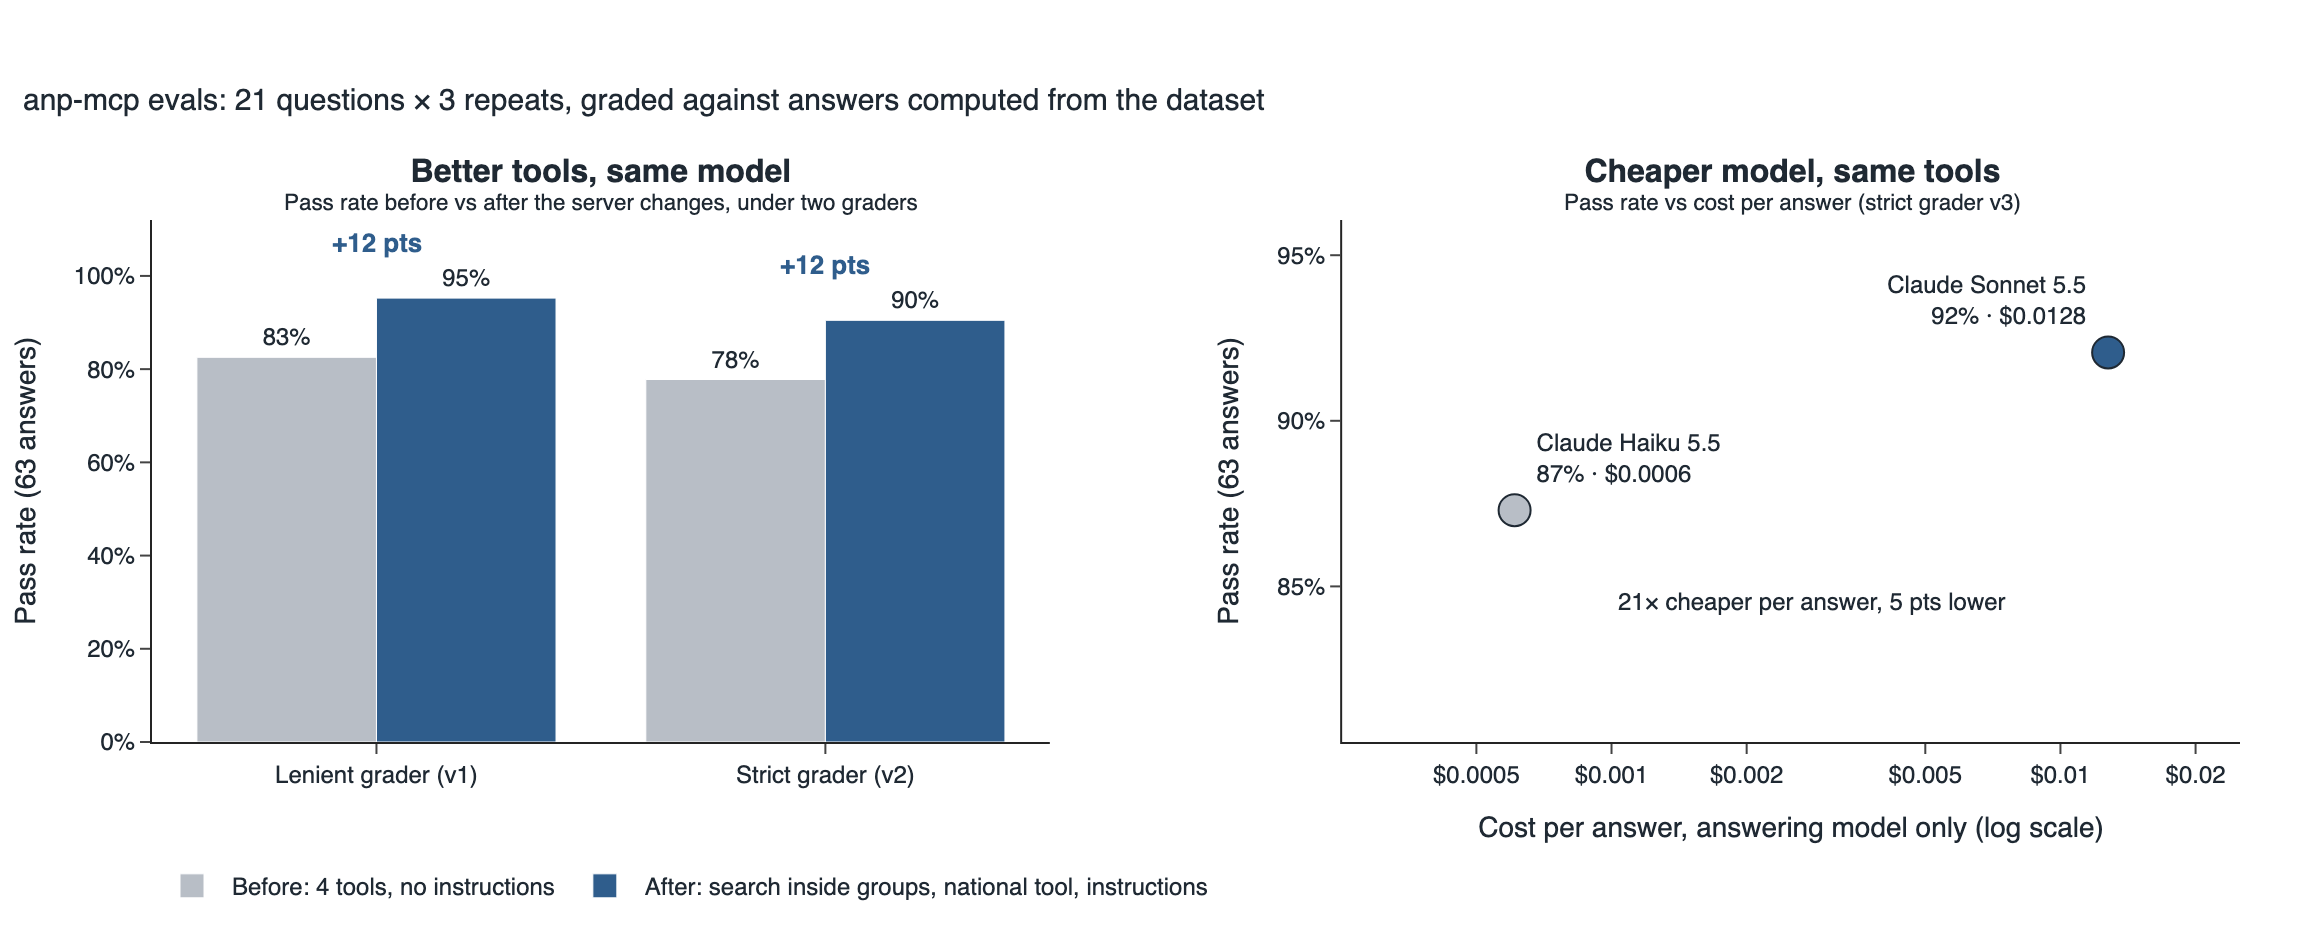 anp-mcp evals: 21 questions × 3 repeats, graded against answers computed from the dataset
Better tools, same model
Pass rate before vs after the server changes, under two graders
+12 pts
+12 pts
100%
80%
60%
40%
20%
0%
Pass rate (63 answers)
83%
95%
78%
90%
Lenient grader (v1)
Strict grader (v2)
Before: 4 tools, no instructions
After: search inside groups, national tool, instructions
Cheaper model, same tools
Pass rate vs cost per answer (strict grader v3)
95%
90%
85%
Pass rate (63 answers)
Claude Sonnet 5.5
92% · $0.0128
Claude Haiku 5.5
87% · $0.0006
21× cheaper per answer, 5 pts lower
$0.0005
$0.001
$0.002
$0.005
$0.01
$0.02
Cost per answer, answering model only (log scale)